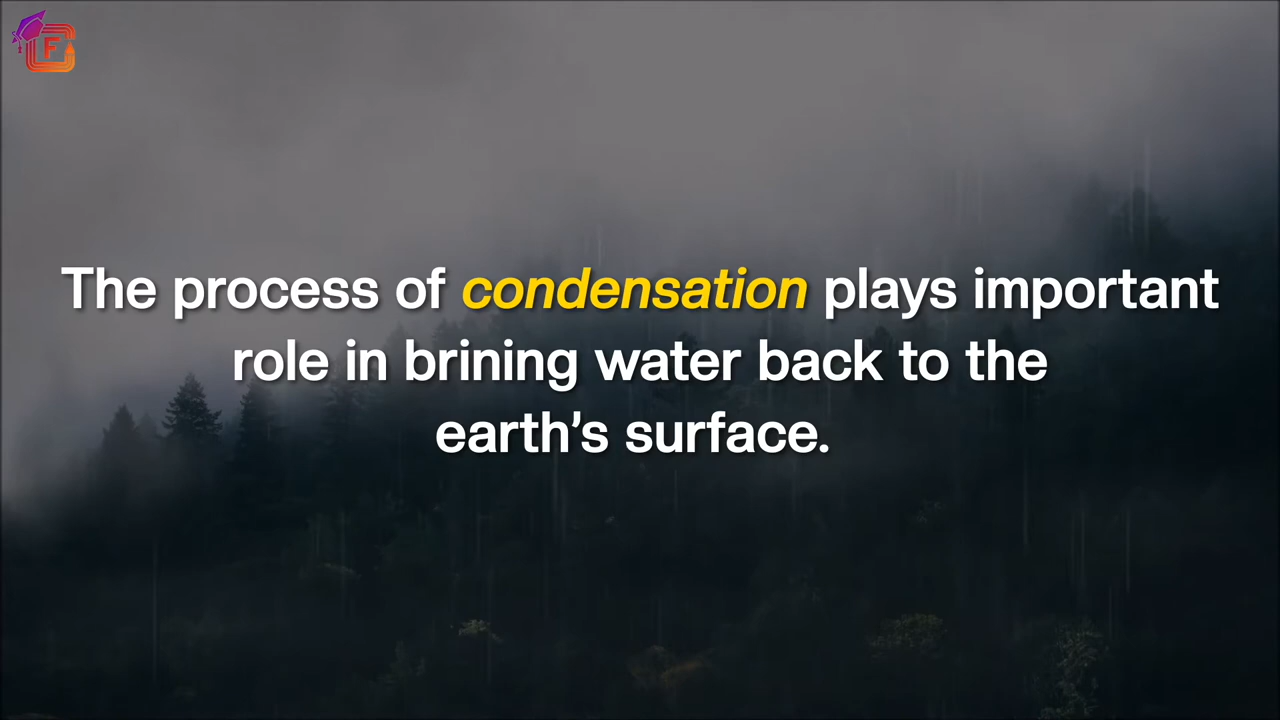 F
The process of condensation plays important
role in brining water back to the
earth's surface.